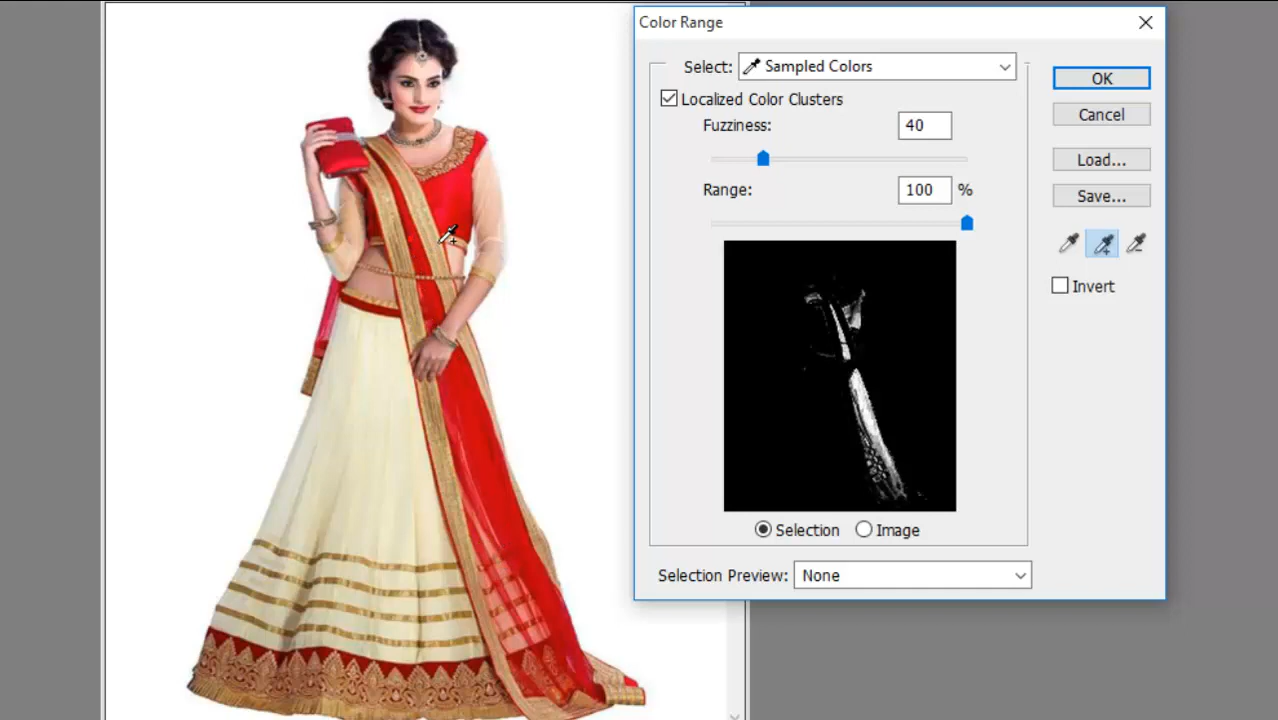 Color Range
Select: Sampled Colors
OK
Localized Color Clusters
Cancel
Fuzziness: 40
Load...
Range: 100 %
Save...
Invert
Selection Image
Selection Preview: None